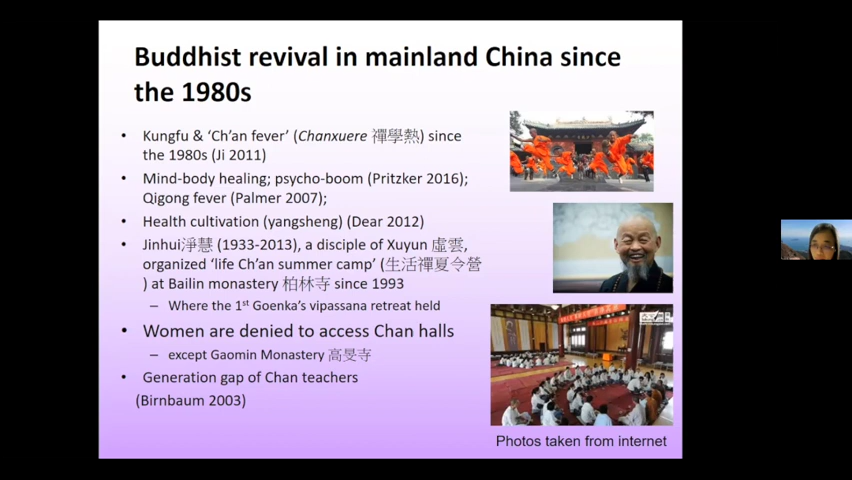 Buddhist revival in mainland China since
the 1980s
• Kungfu & ‘Ch’an fever’ (Chanxuere 禪學熱) since
the 1980s (Ji 2011)
• Mind-body healing; psycho-boom (Pritzker 2016);
Qigong fever (Palmer 2007);
• Health cultivation (yangsheng) (Dear 2012)
• Jinhui淨慧 (1933-2013), a disciple of Xuyun 虛雲,
organized ‘life Ch’an summer camp’ (生活禪夏令營
) at Bailin monastery 柏林寺 since 1993
– Where the 1st Goenka’s vipassana retreat held
• Women are denied to access Chan halls
– except Gaomin Monastery 高旻寺
• Generation gap of Chan teachers
(Birnbaum 2003)
Photos taken from internet